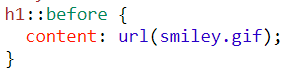 h1::before {
  content: url(smiley.gif);
}